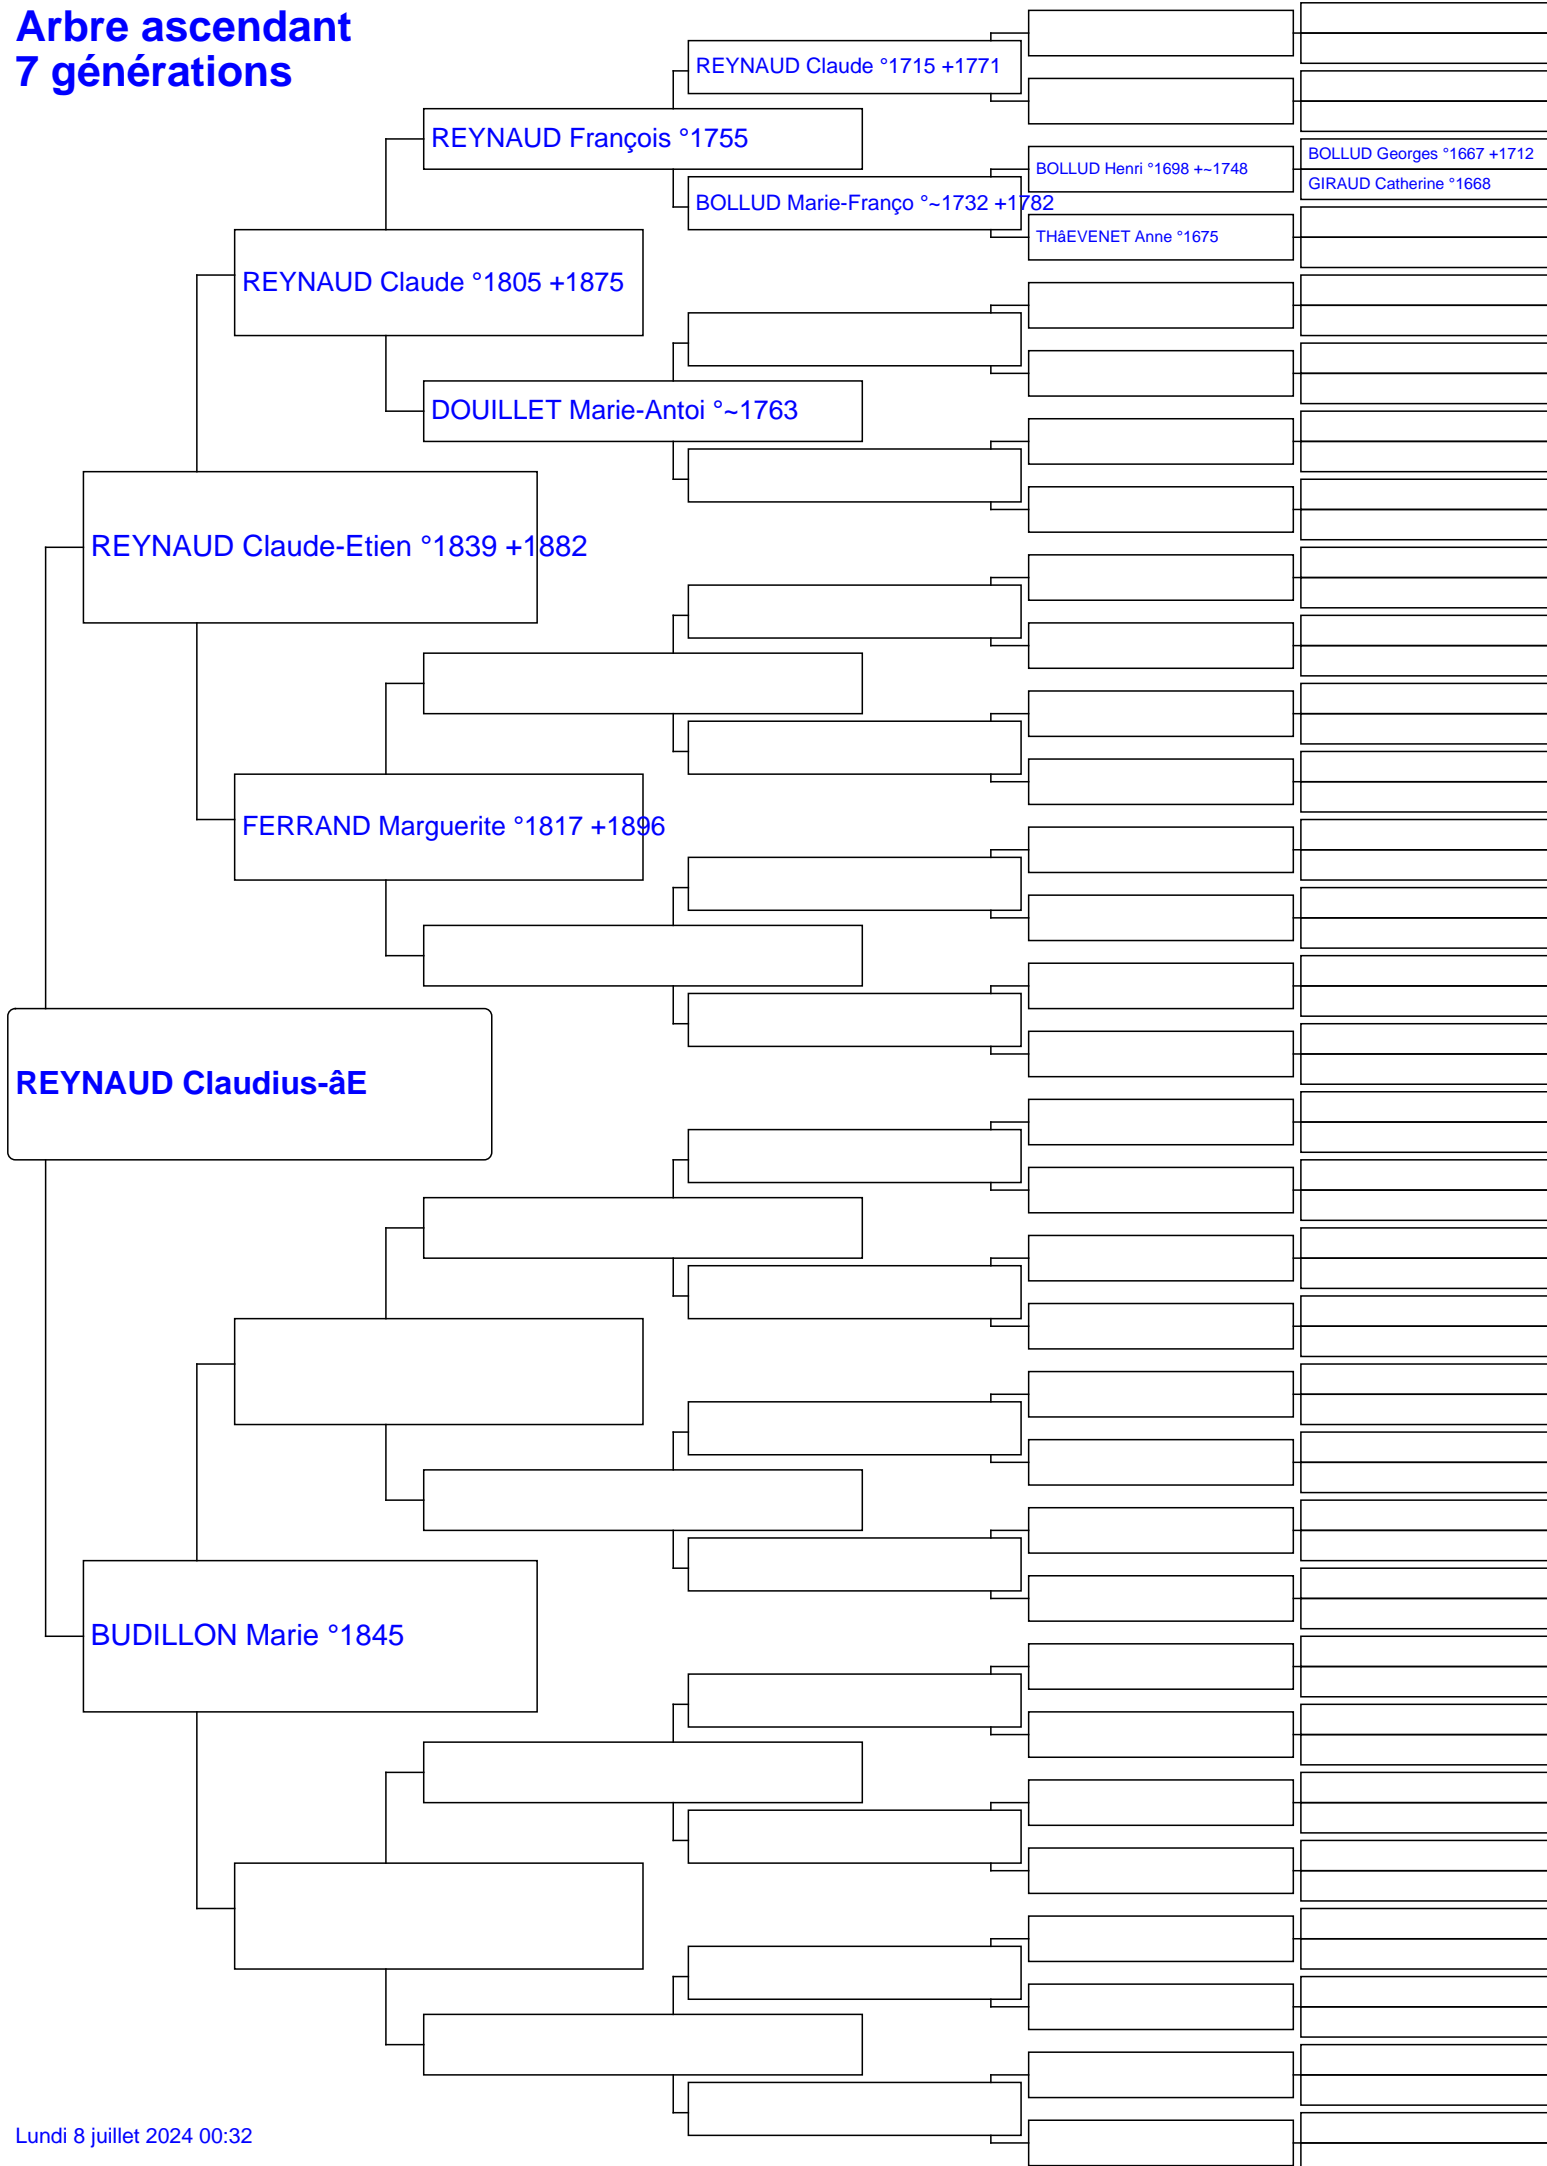 Arbre ascendant
7 générations
REYNAUD Claude °1715 +1771
REYNAUD François °1755
BOLLUD Georges °1667 +1712
BOLLUD Henri °1698 +~1748
GIRAUD Catherine °1668
BOLLUD Marie-Franço °~1732 +1782
THâEVENET Anne °1675
REYNAUD Claude °1805 +1875
DOUILLET Marie-Antoi °~1763
REYNAUD Claude-Etien °1839 +1882
FERRAND Marguerite °1817 +1896
REYNAUD Claudius-âE
BUDILLON Marie °1845
Lundi 8 juillet 2024 00:32